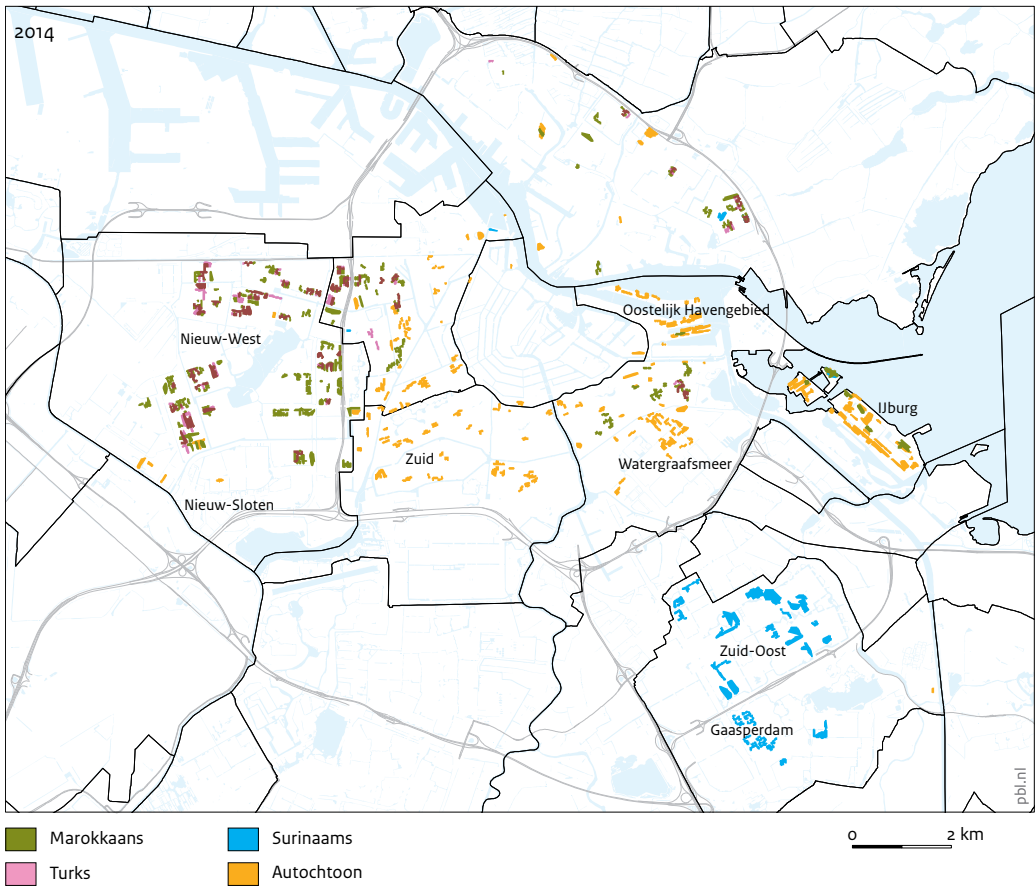 2014
Oostelijk Havengebied
Nieuw-West
IJburg
Zuid
Watergraafsmeer
Nieuw-Sloten
Zuid-Oost
Gaasperdam
pbl.nl
Marokkaans
Surinaams
0 2 km
Turks
Autochtoon